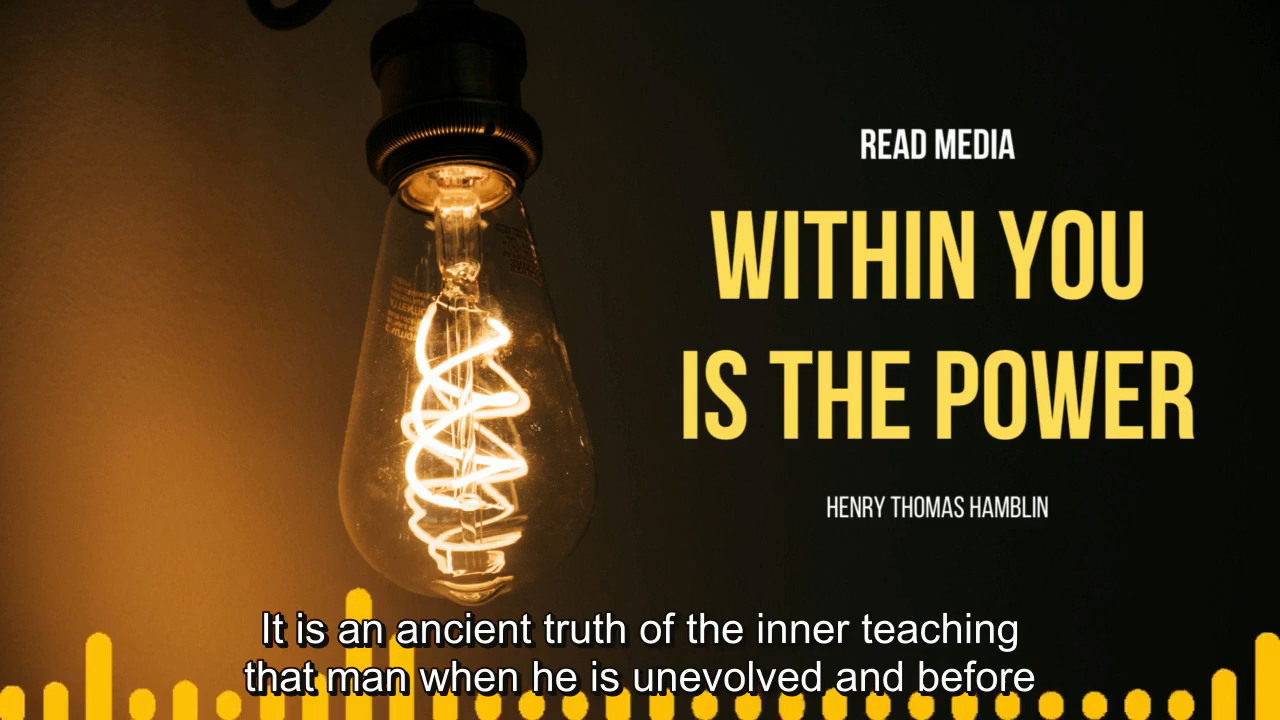 READ MEDIA
WITHIN YOU
IS THE POWER
HENRY THOMAS HAMBLIN
It is an ancient truth of the inner teaching
that man when he is unevolved and before